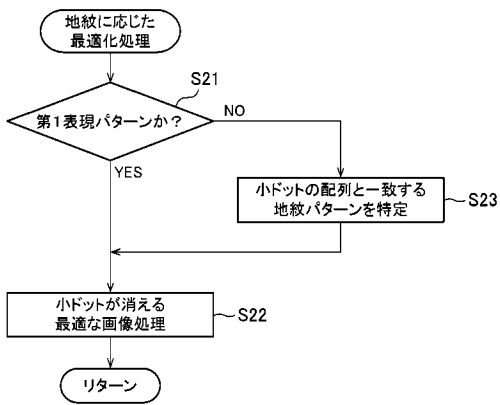 地紋に応じた
最適化処理
S21
第1表現パターンか？
NO
YES
小ドットの配列と一致する
地紋パターンを特定
S23
小ドットが消える
最適な画像処理
S22
リターン